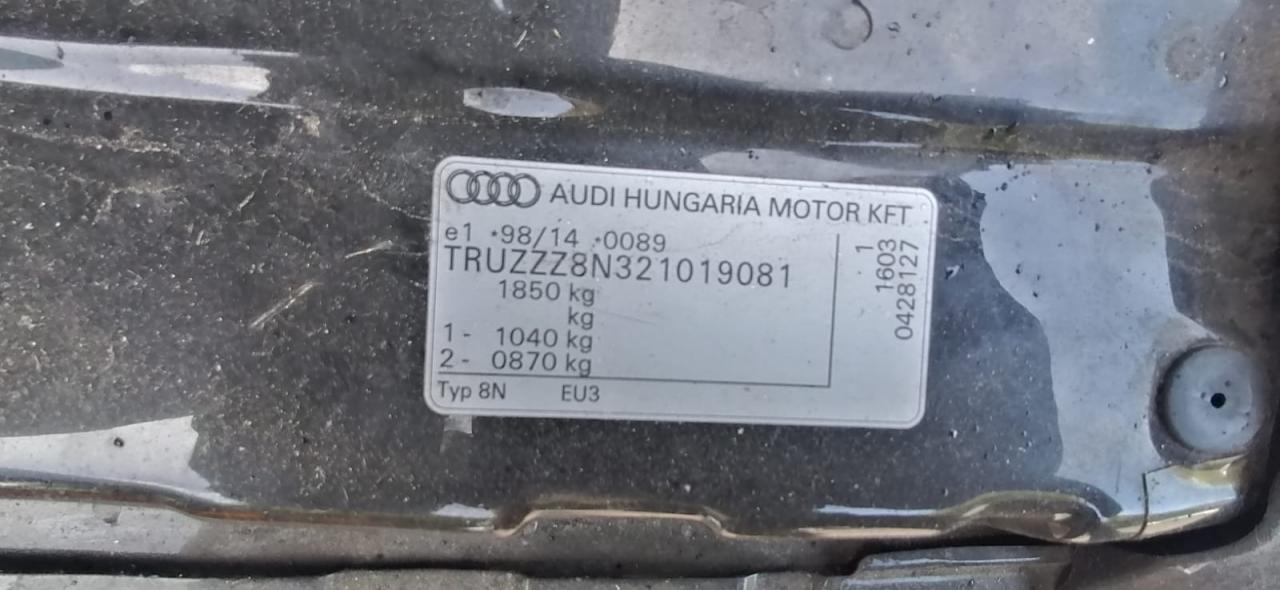 AUDI HUNGARIA MOTOR KFT
e1 *98/14 *0089
TRUZZZ8N321019081
1850 kg
kg
1- 1040 kg
2- 0870 kg
Typ 8N EU3
1
1603
0428127